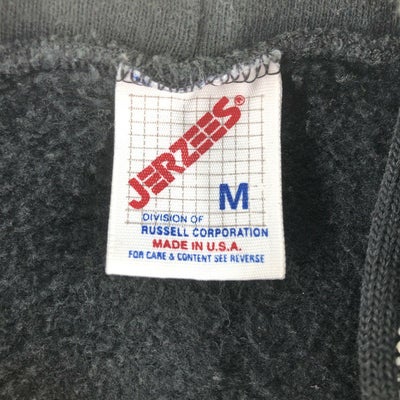 JERZEES®
M
DIVISION OF
RUSSELL CORPORATION
MADE IN U.S.A.
FOR CARE & CONTENT SEE REVERSE